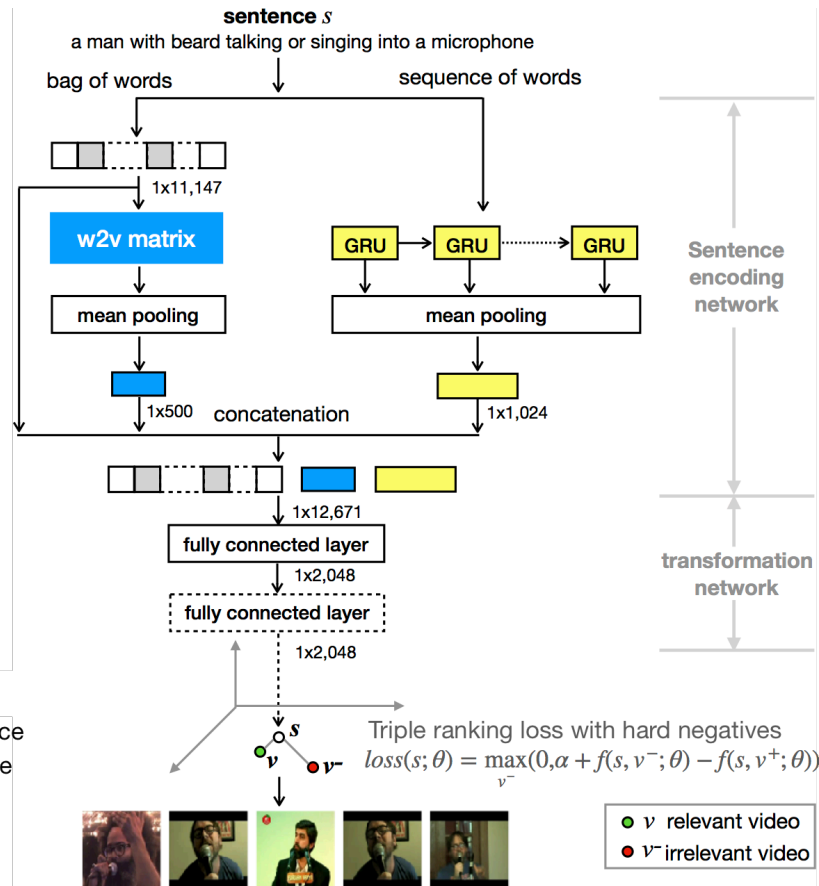 sentence s
a man with beard talking or singing into a microphone
bag of words
sequence of words
1x11,147
w2v matrix
GRU
GRU
GRU
mean pooling
mean pooling
1x500
concatenation
1x1,024
Sentence
encoding
network
1x12,671
fully connected layer
1x2,048
fully connected layer
1x2,048
transformation
network
ce
e
s
v
v⁻
Triple ranking loss with hard negatives
loss(s; θ) = max(0,α + f(s, v⁻; θ) − f(s, v⁺; θ))
v⁻
v relevant video
v⁻ irrelevant video